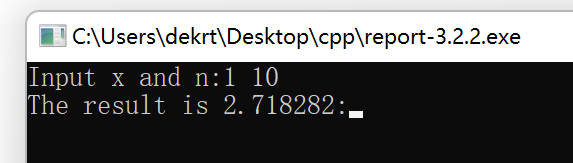 C:\Users\dekrt\Desktop\cpp\report-3.2.2.exe
Input x and n:1 10
The result is 2.718282: